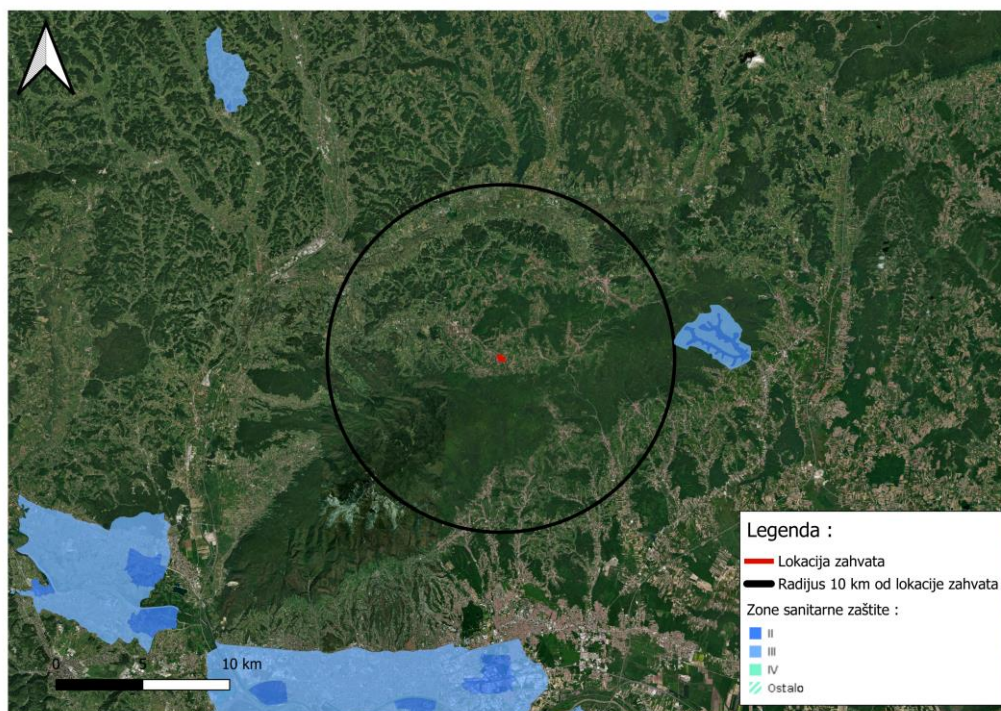 Legenda :
Lokacija zahvata
Radijus 10 km od lokacije zahvata
Zone sanitarne zaštite :
II
III
IV
Ostalo
0 5 10 km